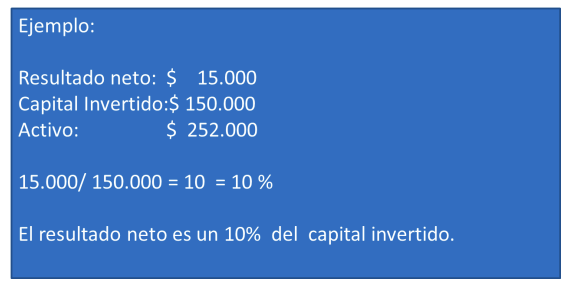 Ejemplo:
Resultado neto: $ 15.000
Capital Invertido:$ 150.000
Activo: $ 252.000
15.000/ 150.000 = 10 = 10 %
El resultado neto es un 10% del capital invertido.